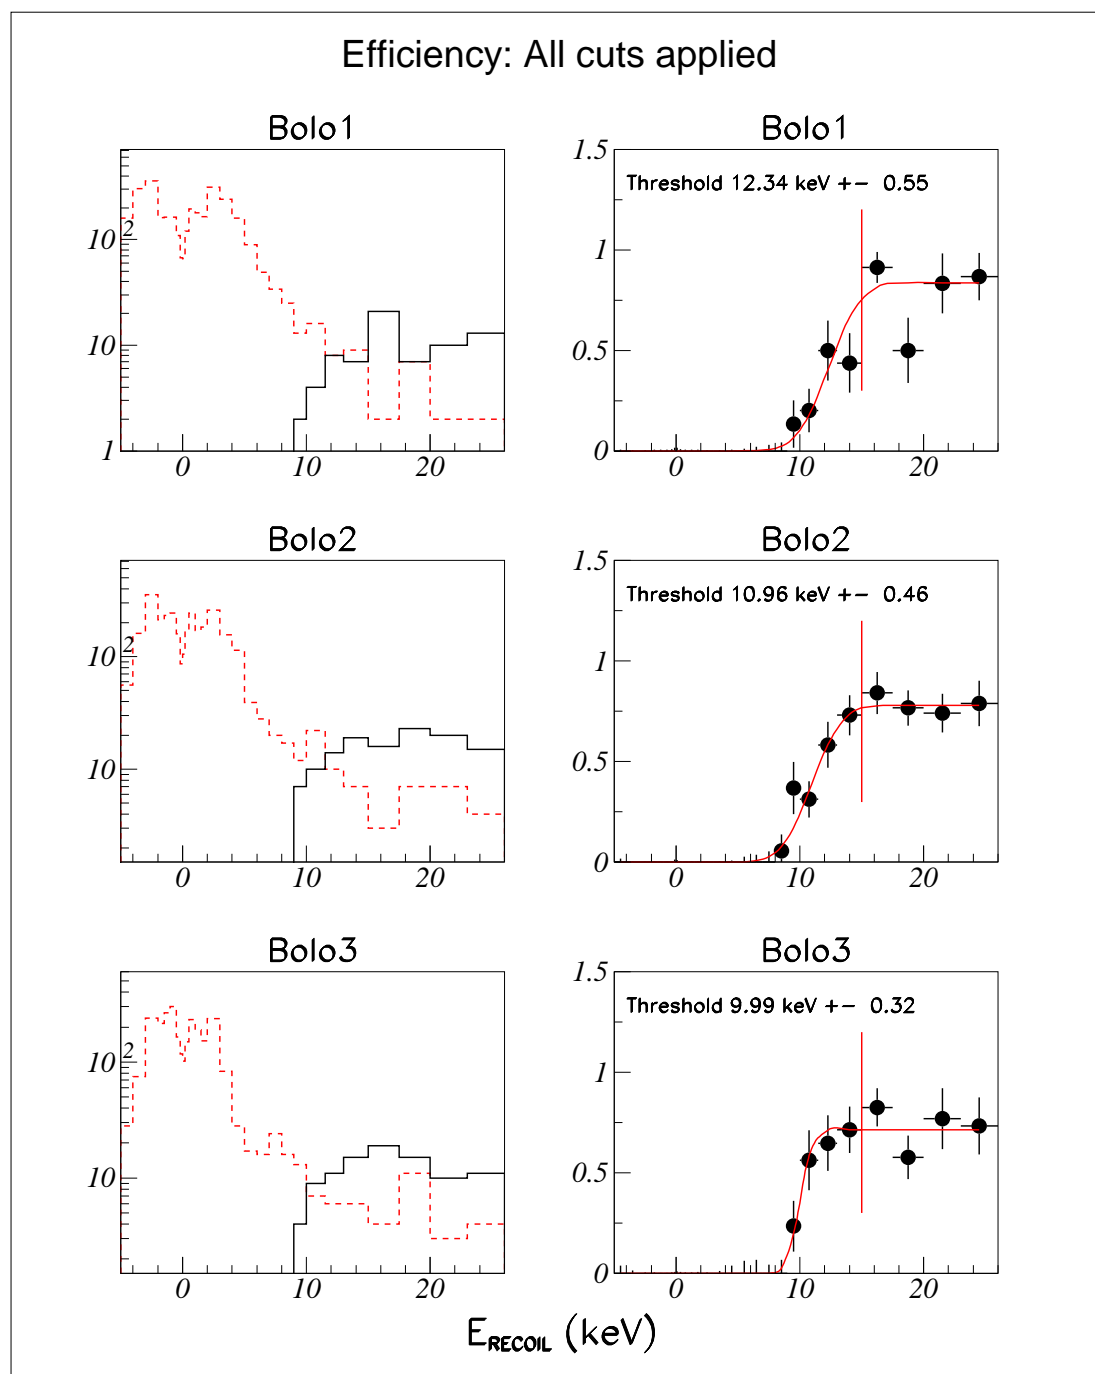 Efficiency: All cuts applied
Bolo1
Bolo1
10 2
10
1
0 10 20
Threshold 12.34 keV +- 0.55
1.5
1
0.5
0
0 10 20
Bolo2
Bolo2
10 2
10
0 10 20
Threshold 10.96 keV +- 0.46
1.5
1
0.5
0
0 10 20
Bolo3
Bolo3
10 2
10
0 10 20
Threshold 9.99 keV +- 0.32
1.5
1
0.5
0
0 10 20
E RECOIL (keV)